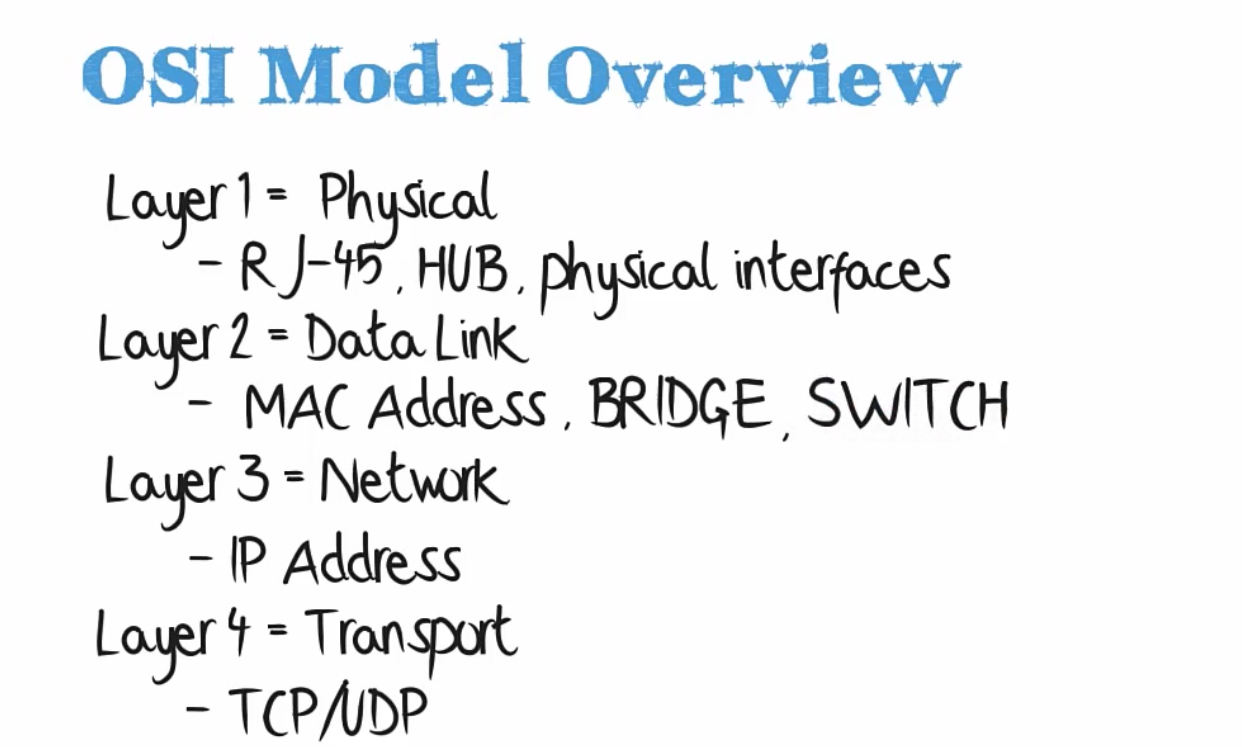 OSI Model Overview
Layer 1 = Physical
- RJ-45, HUB, physical interfaces
Layer 2 = Data Link
- MAC Address, BRIDGE, SWITCH
Layer 3 = Network
- IP Address
Layer 4 = Transport
- TCP/UDP